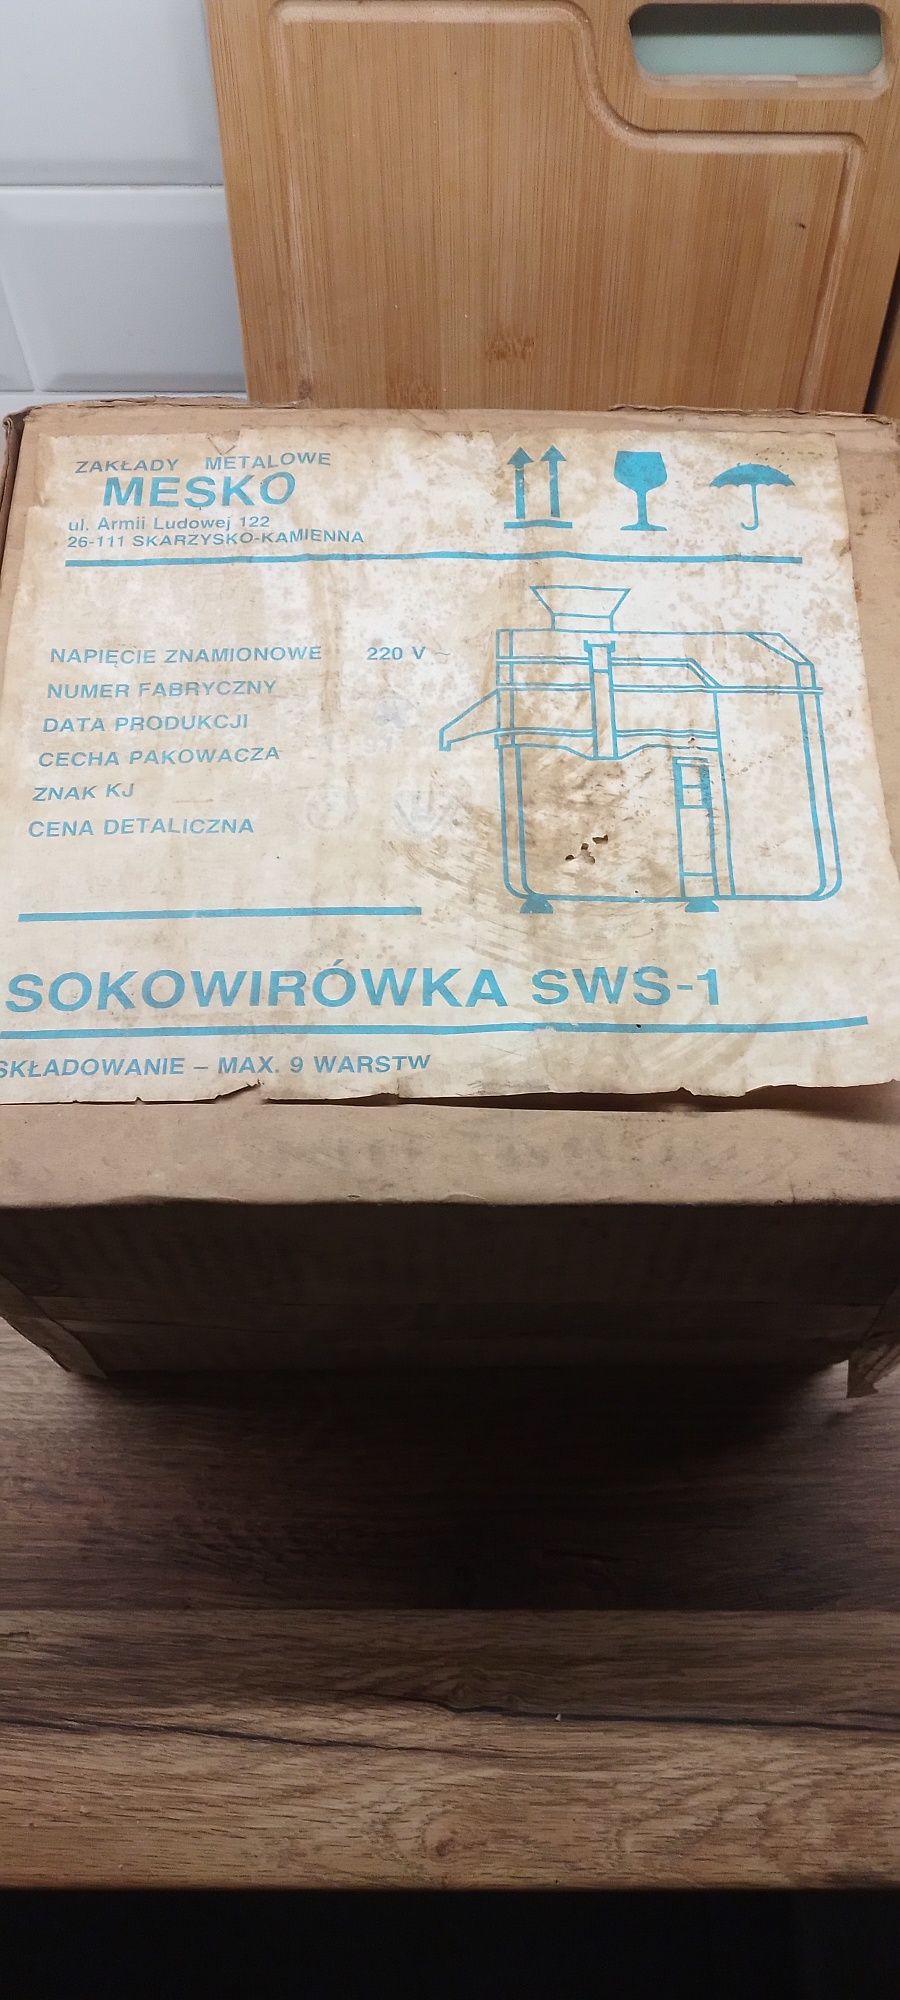 ZAKŁADY METALOWE
MESKO
ul. Armii Ludowej 122
26-111 SKARŻYSKO-KAMIENNA
NAPIĘCIE ZNAMIONOWE 220 V ~
NUMER FABRYCZNY
DATA PRODUKCJI
CECHA PAKOWACZA
ZNAK KJ
CENA DETALICZNA
SOKOWIRÓWKA SWS-1
SKŁADOWANIE – MAX. 9 WARSTW